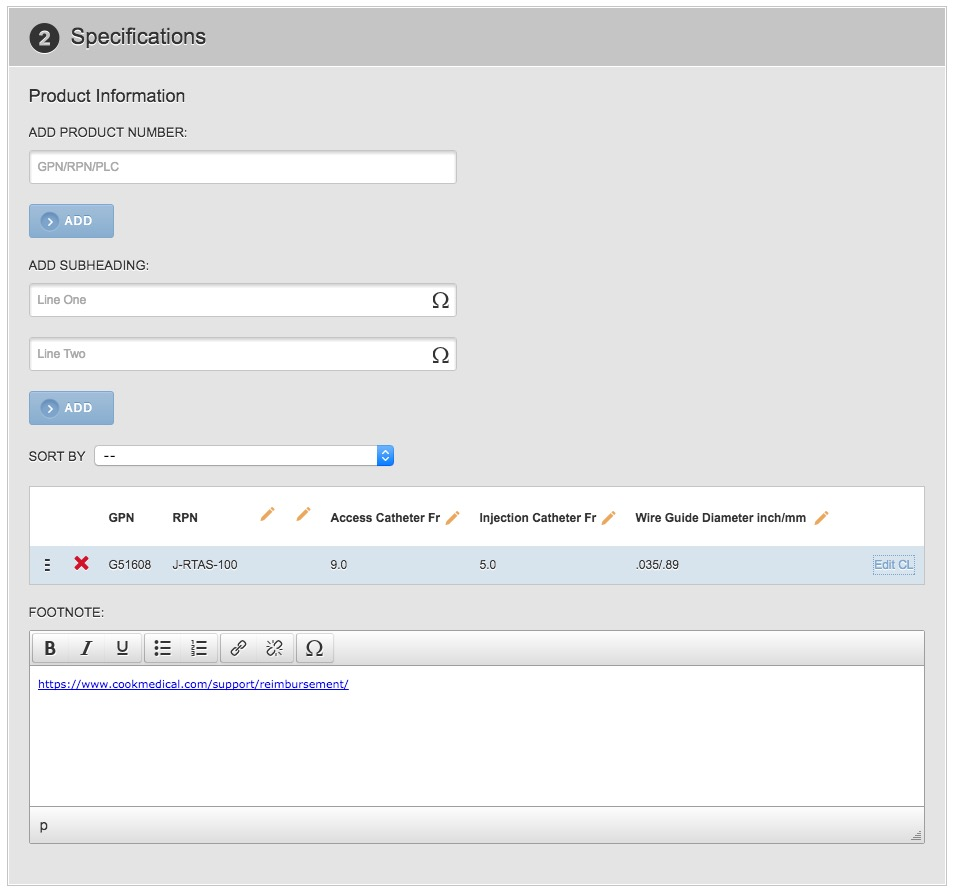 2 Specifications
Product Information
ADD PRODUCT NUMBER:
GPN/RPN/PLC
ADD
ADD SUBHEADING:
Line One Ω
Line Two Ω
ADD
SORT BY --
GPN RPN Access Catheter Fr Injection Catheter Fr Wire Guide Diameter inch/mm
G51608 J-RTAS-100 9.0 5.0 .035/.89 Edit CL
FOOTNOTE:
B I U Ω
https://www.cookmedical.com/support/reimbursement/
p